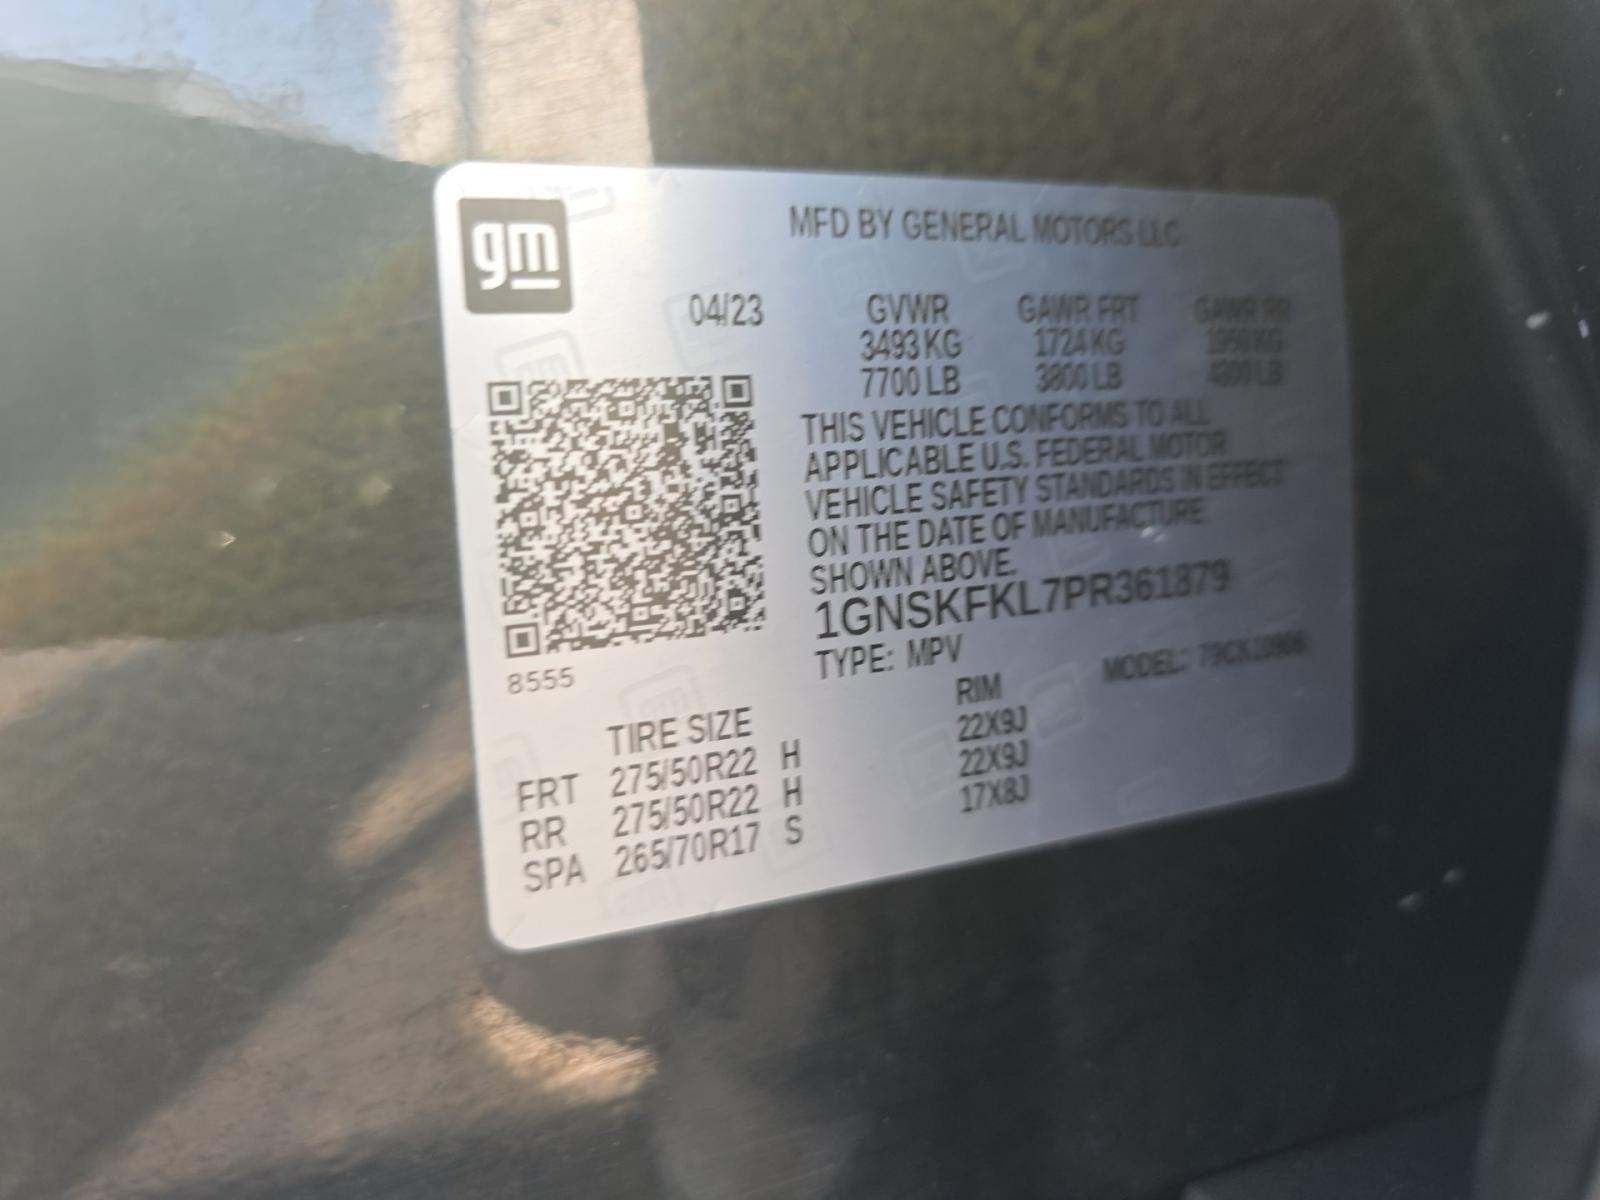 gm
MFD BY GENERAL MOTORS LLC
04/23 GVWR GAWR FRT GAWR RR
3493 KG 1724 KG
7700 LB 3800 LB
THIS VEHICLE CONFORMS TO ALL
APPLICABLE U.S. FEDERAL MOTOR
VEHICLE SAFETY STANDARDS IN EFFECT
ON THE DATE OF MANUFACTURE
SHOWN ABOVE.
1GNSKFKL7PR361879
TYPE: MPV MODEL:
8555
TIRE SIZE RIM
FRT 275/50R22 H 22X9J
RR 275/50R22 H 22X9J
SPA 265/70R17 S 17X8J